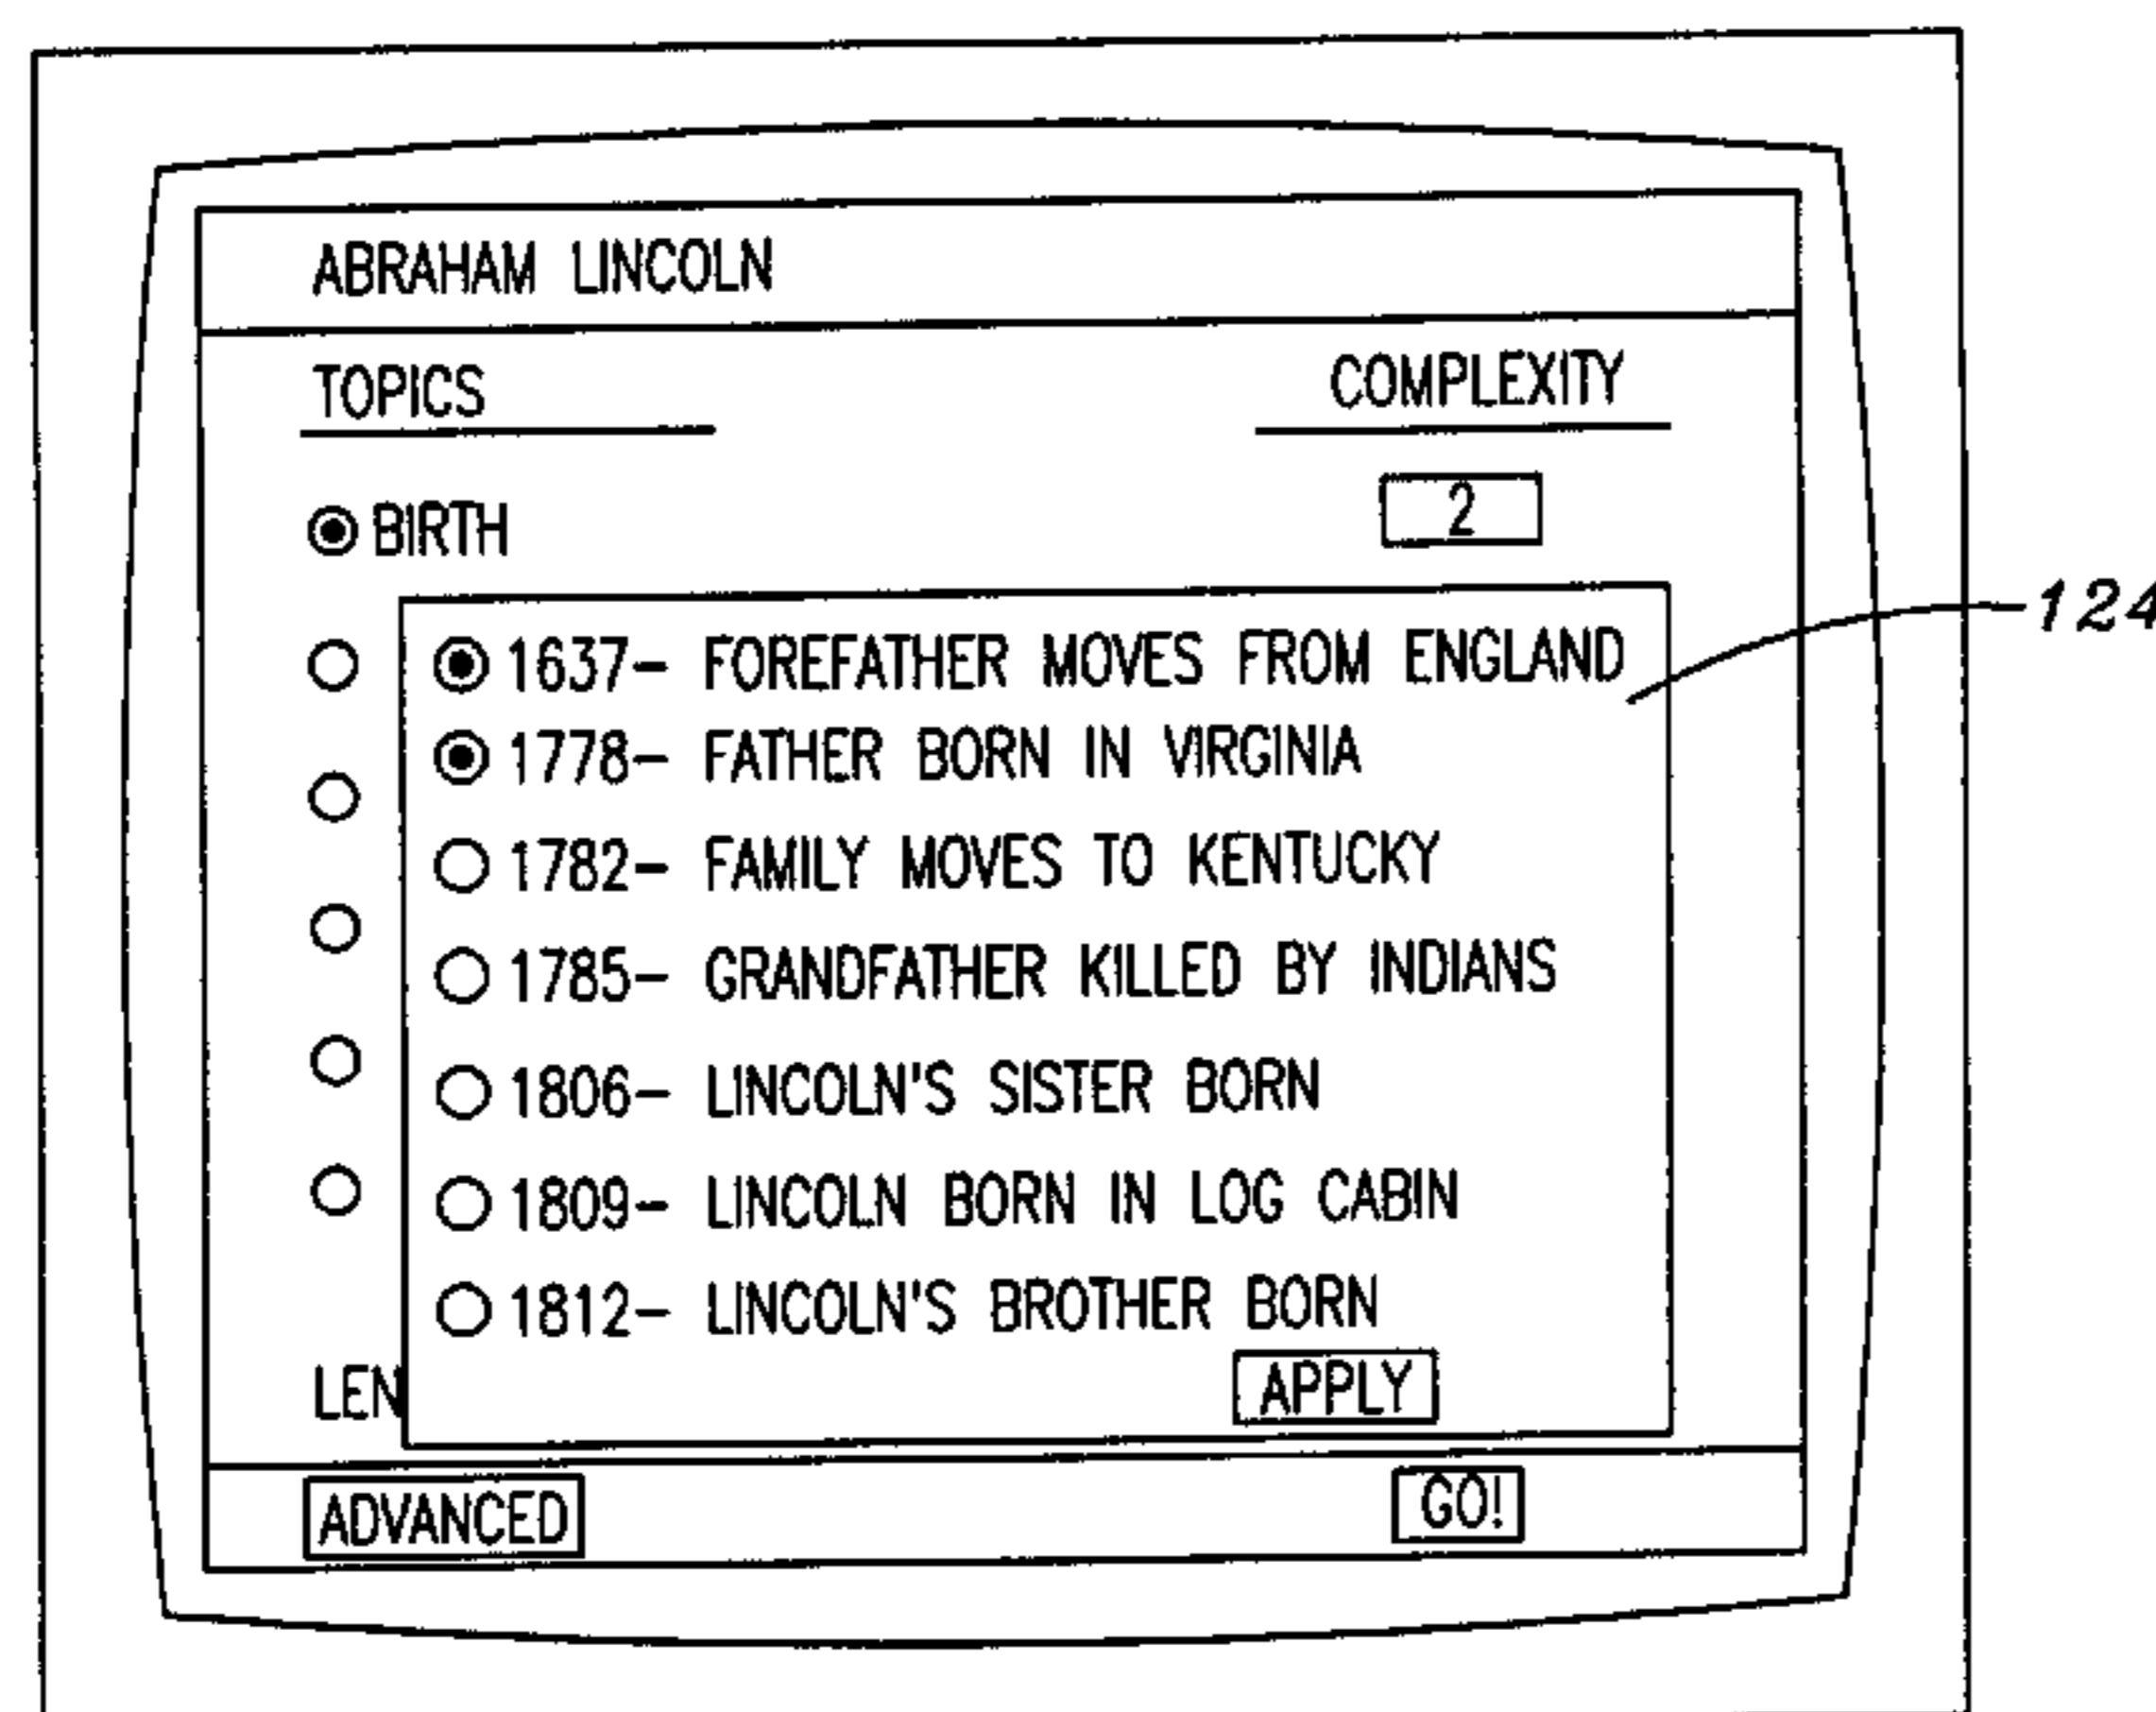 ABRAHAM LINCOLN
TOPICS COMPLEXITY
BIRTH 2
124
1637- FOREFATHER MOVES FROM ENGLAND
1778- FATHER BORN IN VIRGINIA
1782- FAMILY MOVES TO KENTUCKY
1785- GRANDFATHER KILLED BY INDIANS
1806- LINCOLN'S SISTER BORN
1809- LINCOLN BORN IN LOG CABIN
1812- LINCOLN'S BROTHER BORN
LEN APPLY
ADVANCED GO!